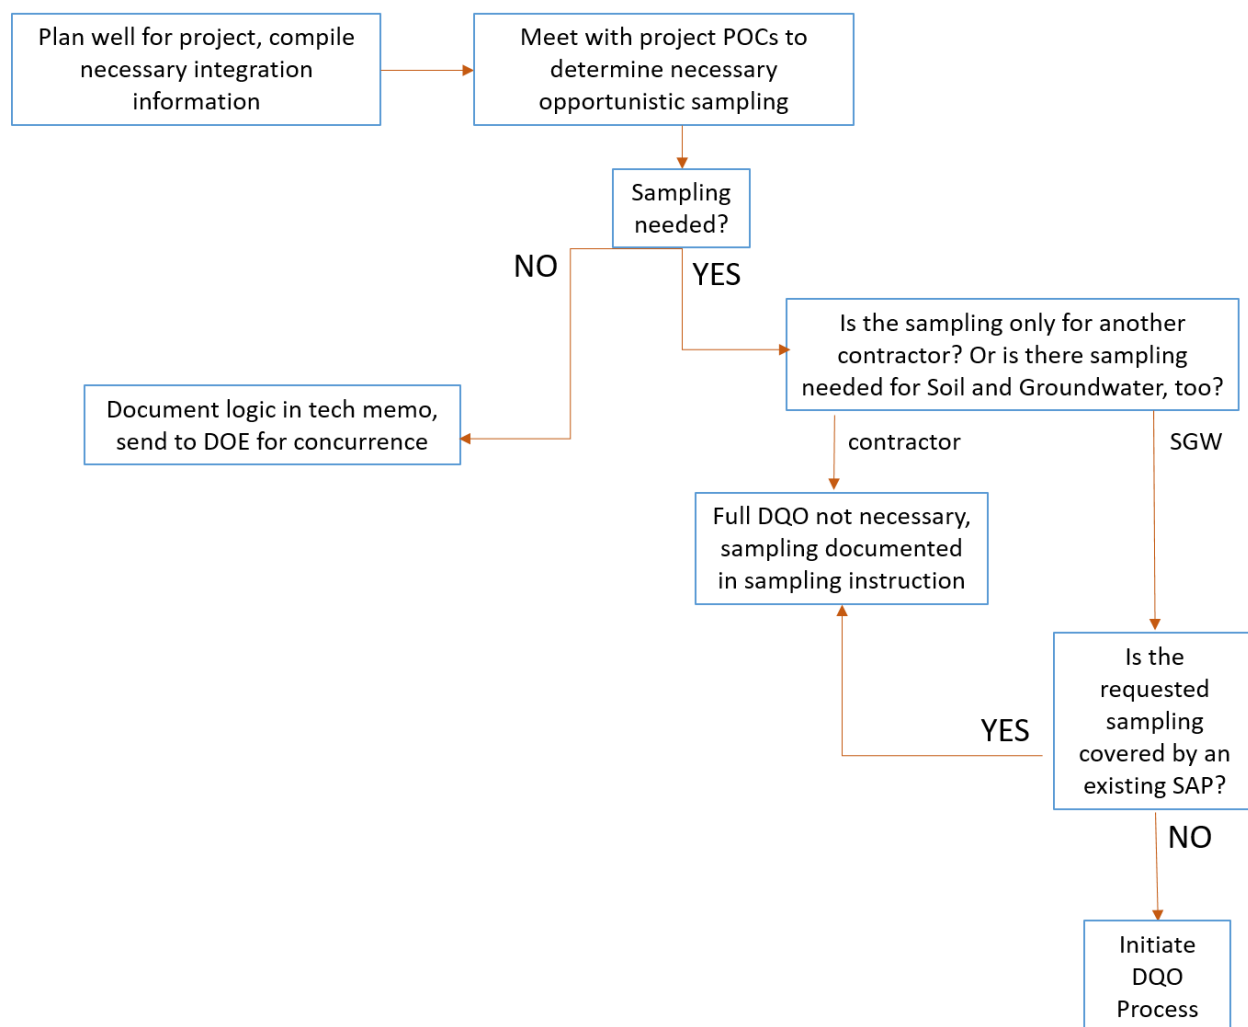 Plan well for project, compile
necessary integration
information
Meet with project POCs to
determine necessary
opportunistic sampling
Sampling
needed?
NO
YES
Is the sampling only for another
contractor? Or is there sampling
needed for Soil and Groundwater, too?
Document logic in tech memo,
send to DOE for concurrence
contractor
SGW
Full DQO not necessary,
sampling documented
in sampling instruction
Is the
requested
sampling
covered by an
existing SAP?
YES
NO
Initiate
DQO
Process